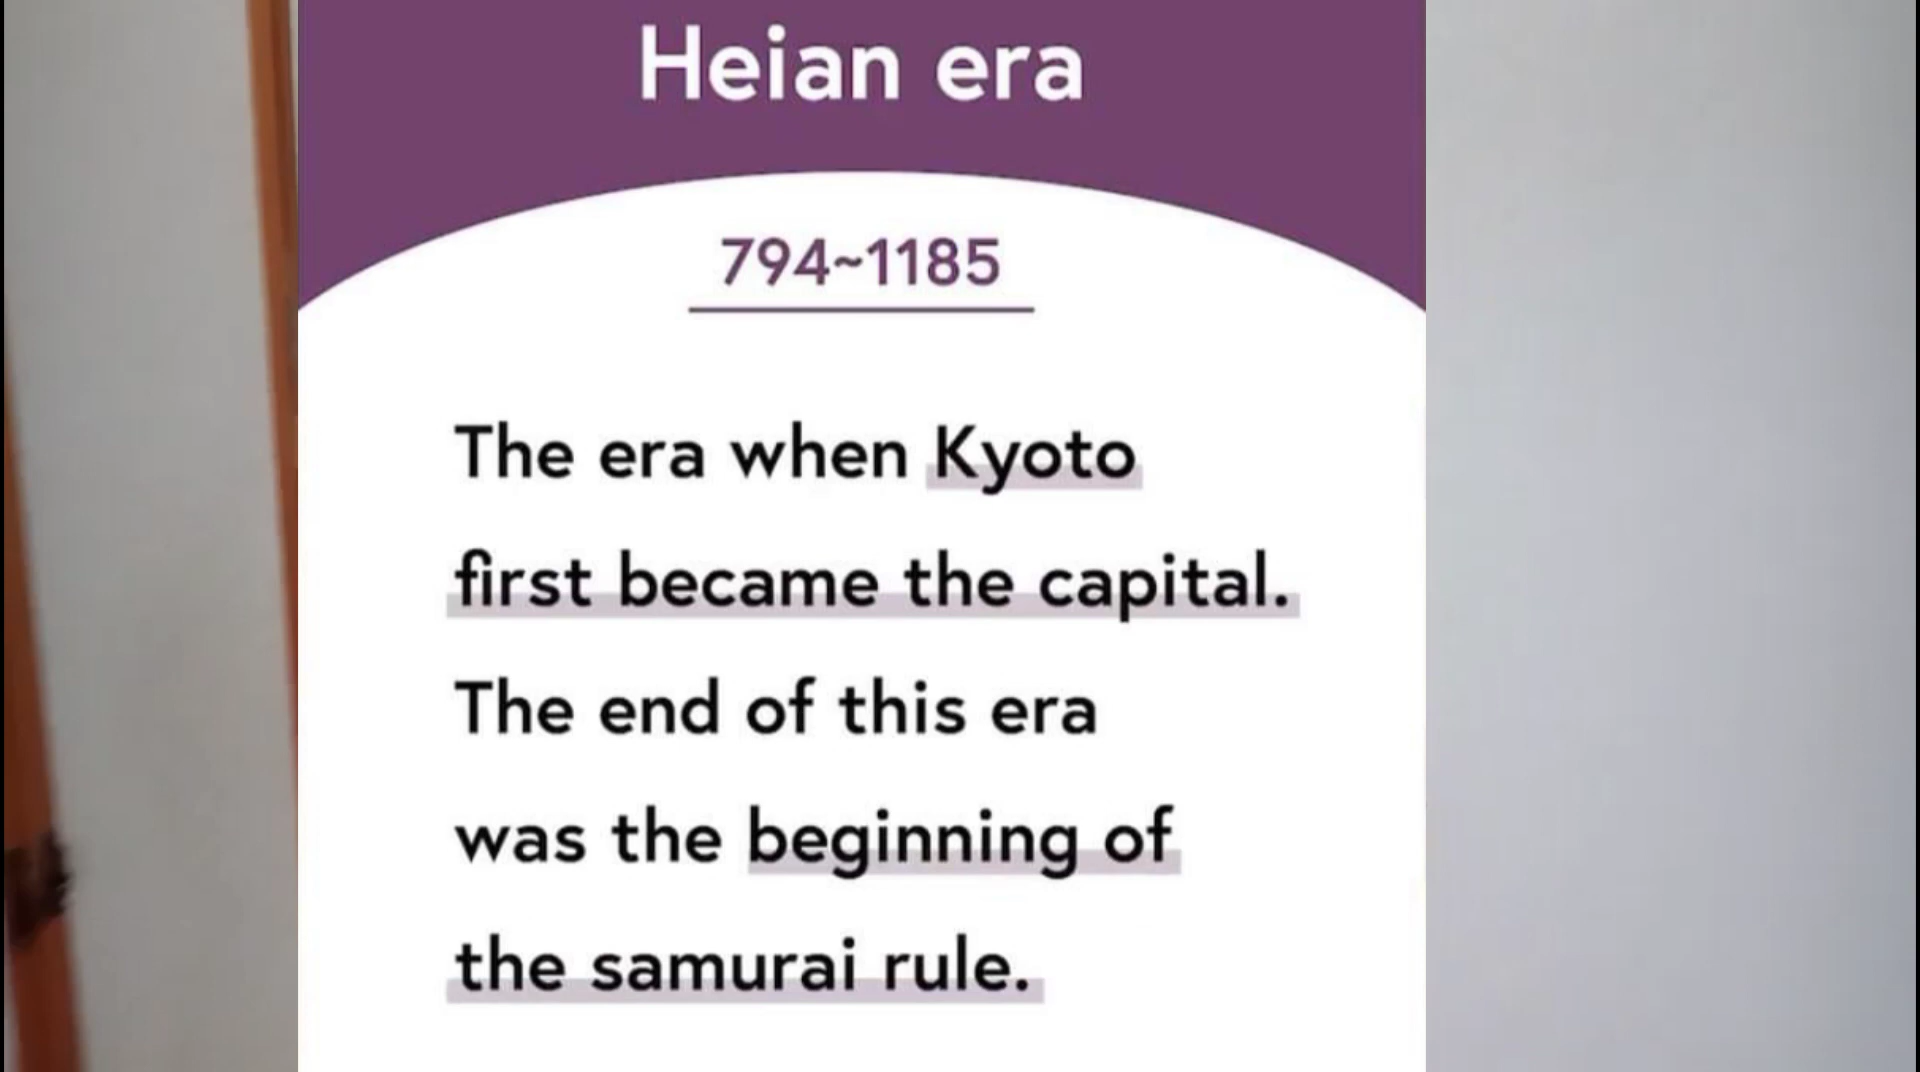 Heian era
794~1185
The era when Kyoto
first became the capital.
The end of this era
was the beginning of
the samurai rule.